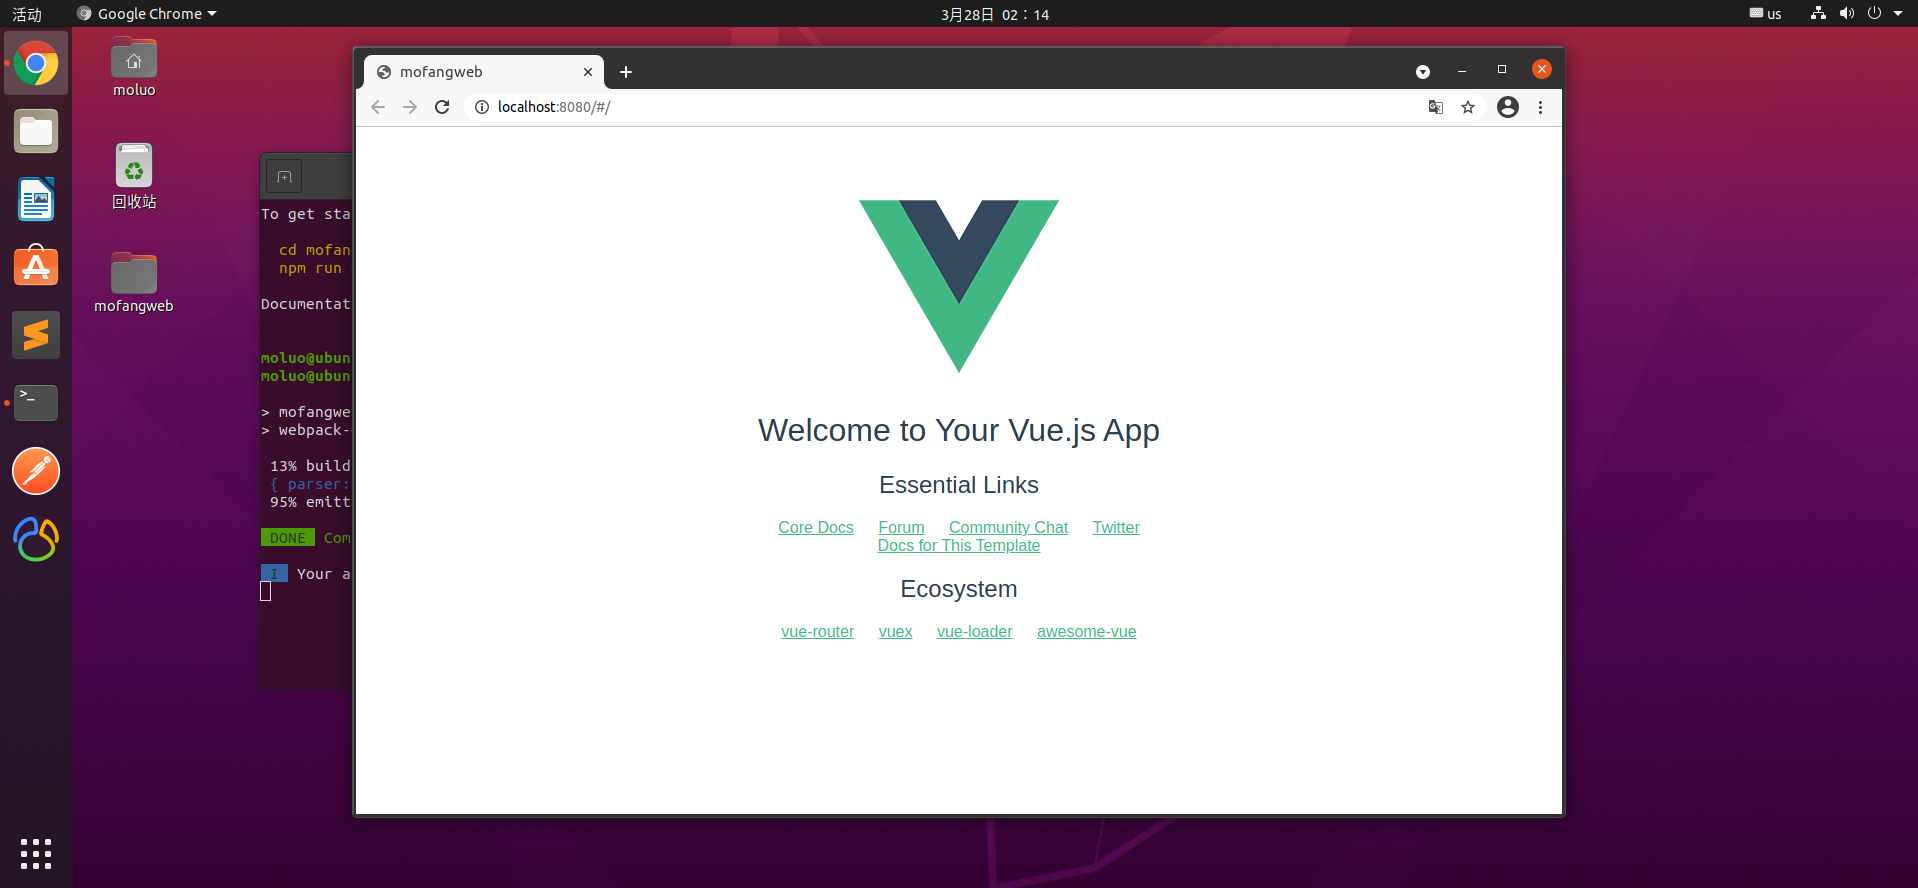 活动
Google Chrome
3月28日 02：14
us
moluo
回收站
mofangweb
To get sta
cd mofan
npm run
Documentat
moluo@ubun
moluo@ubun
> mofangwe
> webpack-
13% build
{ parser:
95% emitt
DONE Com
I Your a
mofangweb
localhost:8080/#/
Welcome to Your Vue.js App
Essential Links
Core Docs Forum Community Chat Twitter
Docs for This Template
Ecosystem
vue-router vuex vue-loader awesome-vue